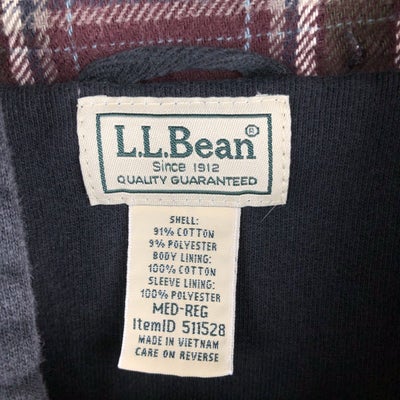 L.L.Bean®
Since 1912
QUALITY GUARANTEED
SHELL:
91% COTTON
9% POLYESTER
BODY LINING:
100% COTTON
SLEEVE LINING:
100% POLYESTER
MED-REG
ItemID 511528
MADE IN VIETNAM
CARE ON REVERSE